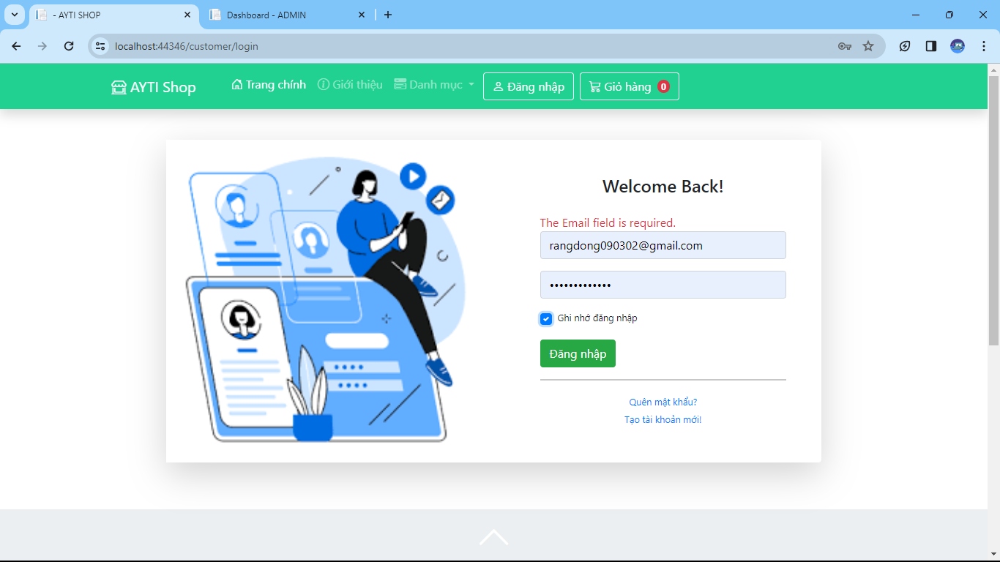 - AYTI SHOP
Dashboard - ADMIN
localhost:44346/customer/login
AYTI Shop
Trang chính
Giới thiệu
Danh mục
Đăng nhập
Giỏ hàng 0
Welcome Back!
The Email field is required.
rangdong090302@gmail.com
•••••••••••••
Ghi nhớ đăng nhập
Đăng nhập
Quên mật khẩu?
Tạo tài khoản mới!